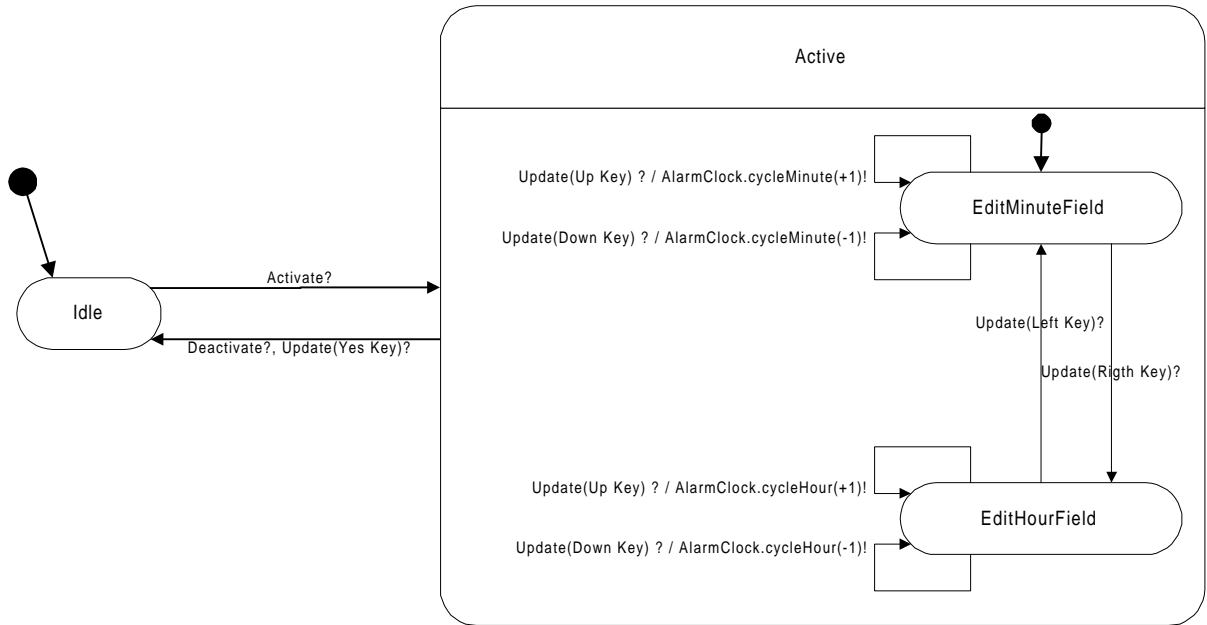 Active
Update(Up Key) ? / AlarmClock.cycleMinute(+1)!
EditMinuteField
Update(Down Key) ? / AlarmClock.cycleMinute(-1)!
Activate?
Idle
Deactivate?, Update(Yes Key)?
Update(Left Key)?
Update(Rigth Key)?
Update(Up Key) ? / AlarmClock.cycleHour(+1)!
EditHourField
Update(Down Key) ? / AlarmClock.cycleHour(-1)!